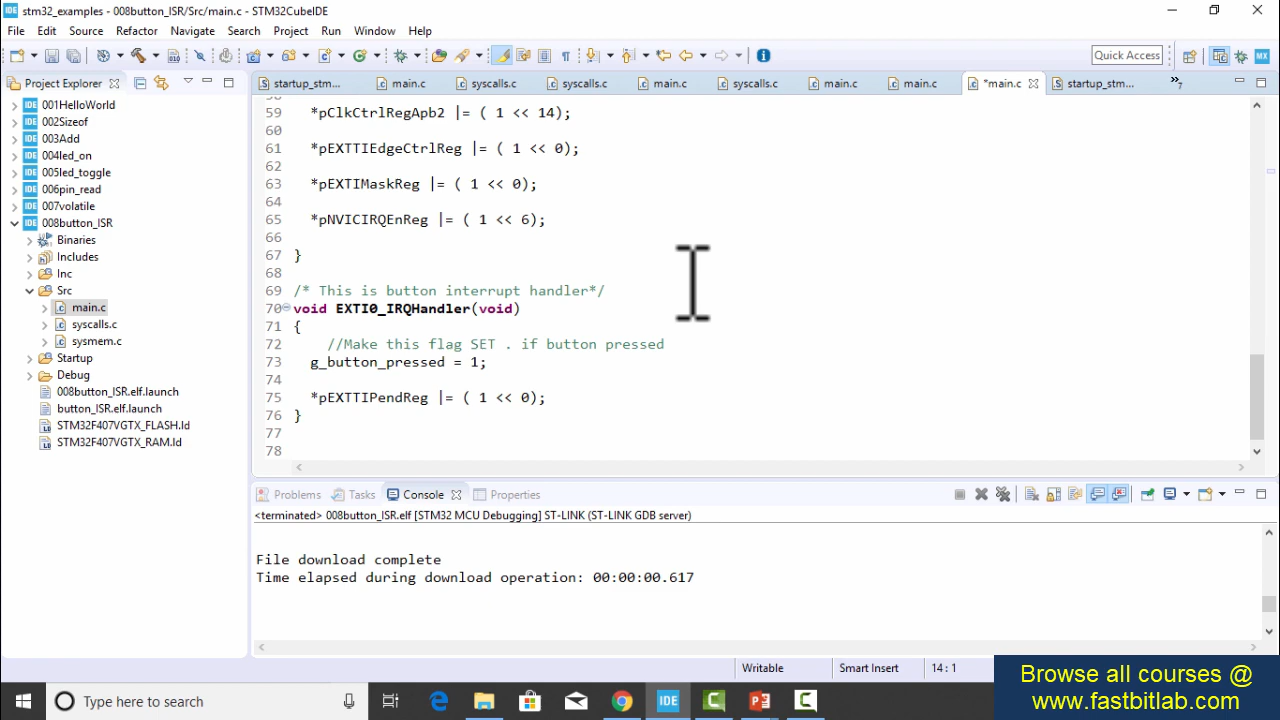 stm32_examples - 008button_ISR/Src/main.c - STM32CubeIDE
File Edit Source Refactor Navigate Search Project Run Window Help
Quick Access
Project Explorer
startup_stm... main.c syscalls.c syscalls.c main.c syscalls.c main.c main.c *main.c startup_stm... »7
001HelloWorld
002Sizeof
003Add
004led_on
005led_toggle
006pin_read
007volatile
008button_ISR
Binaries
Includes
Inc
Src
main.c
syscalls.c
sysmem.c
Startup
Debug
008button_ISR.elf.launch
button_ISR.elf.launch
STM32F407VGTX_FLASH.ld
STM32F407VGTX_RAM.ld
59 *pClkCtrlRegApb2 |= ( 1 << 14);
60
61 *pEXTTIEdgeCtrlReg |= ( 1 << 0);
62
63 *pEXTIMaskReg |= ( 1 << 0);
64
65 *pNVICIRQEnReg |= ( 1 << 6);
66
67 }
68
69 /* This is button interrupt handler*/
70 void EXTI0_IRQHandler(void)
71 {
72 //Make this flag SET . if button pressed
73 g_button_pressed = 1;
74
75 *pEXTTIPendReg |= ( 1 << 0);
76 }
77
78
Problems Tasks Console Properties
<terminated> 008button_ISR.elf [STM32 MCU Debugging] ST-LINK (ST-LINK GDB server)
File download complete
Time elapsed during download operation: 00:00:00.617
Writable Smart Insert 14 : 1
Browse all courses @
www.fastbitlab.com
Type here to search